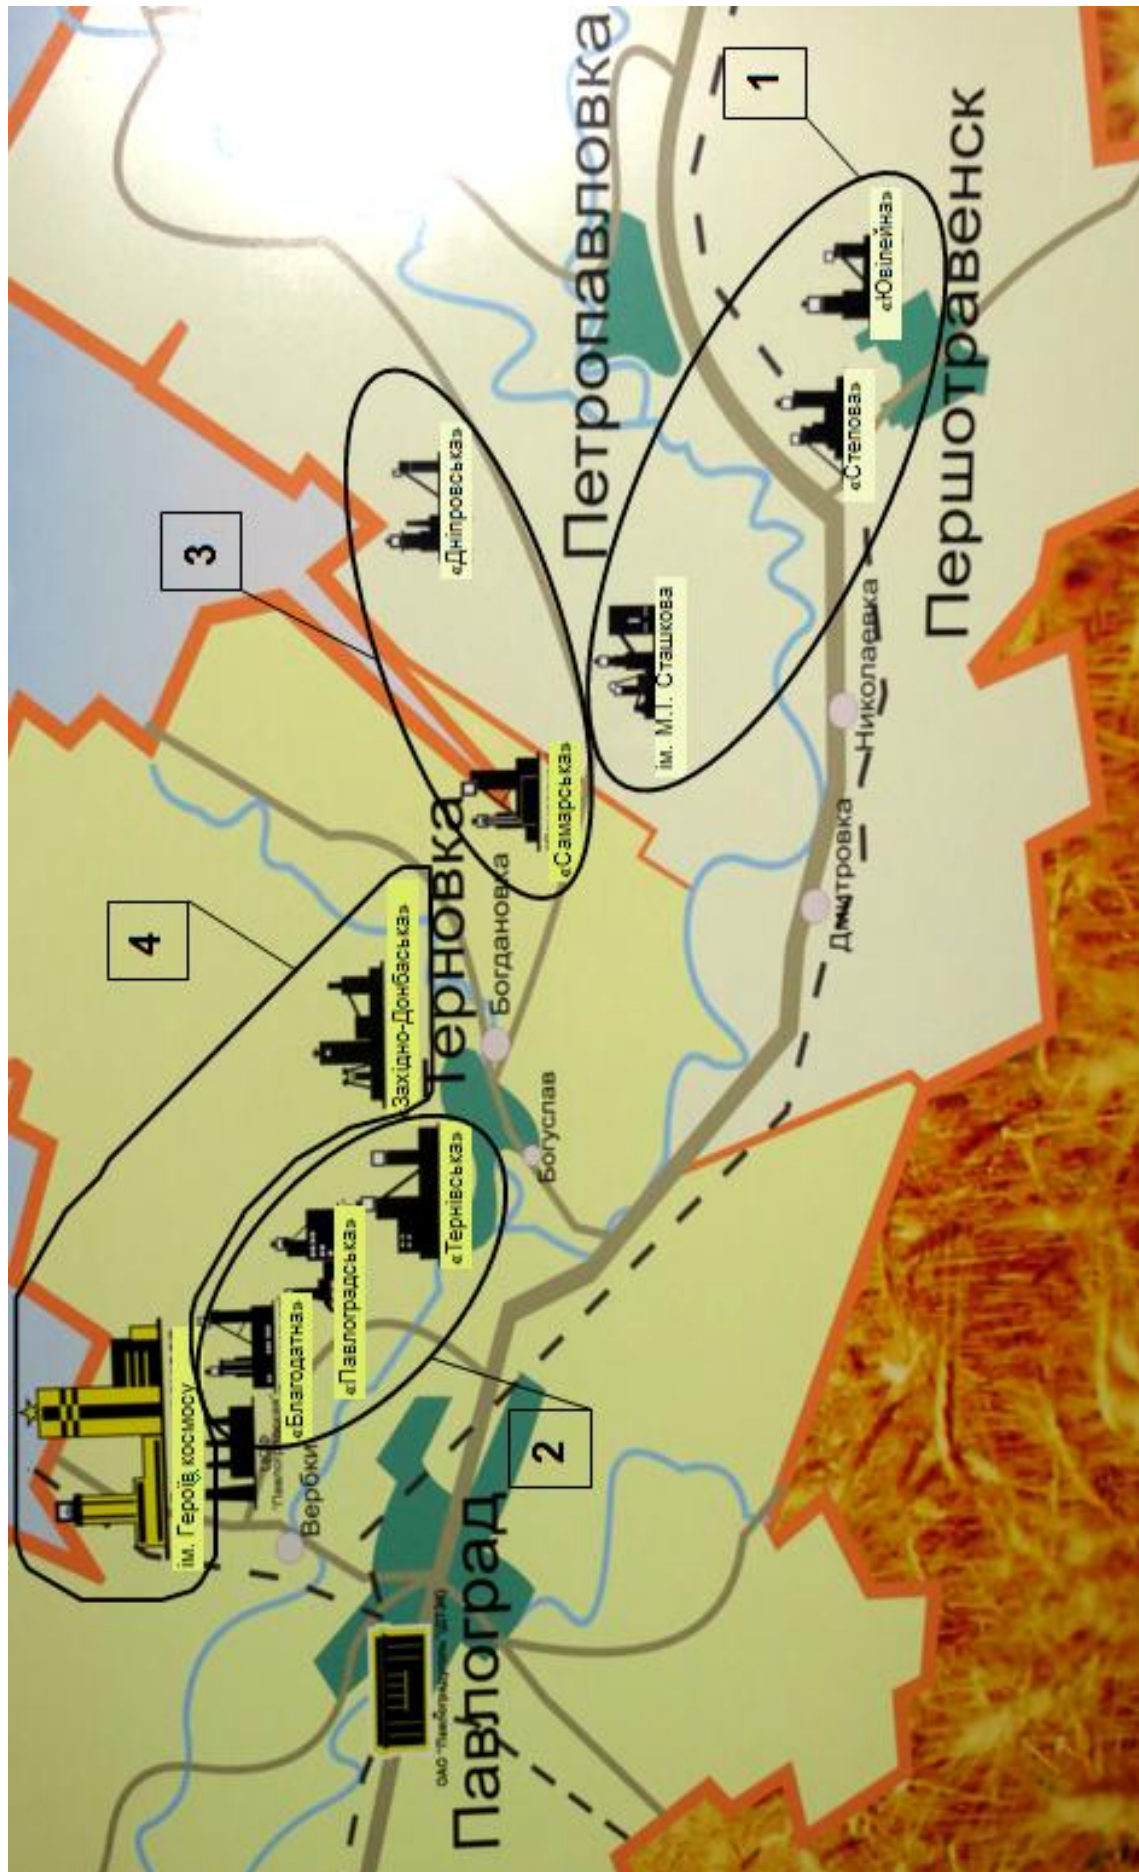 4
3
1
2
ім. Героїв космосу
«Благодатна»
«Павлоградська»
«Тернівська»
Західно-Донбаська»
«Самарська»
«Дніпровська»
ім. М.І. Сташкова
«Степова»
«Ювілейна»
Вербки
Павлоград
Терновка
Богдановка
Богуслав
Петропавловка
Дмитровка
Николаевка
Першотравенск